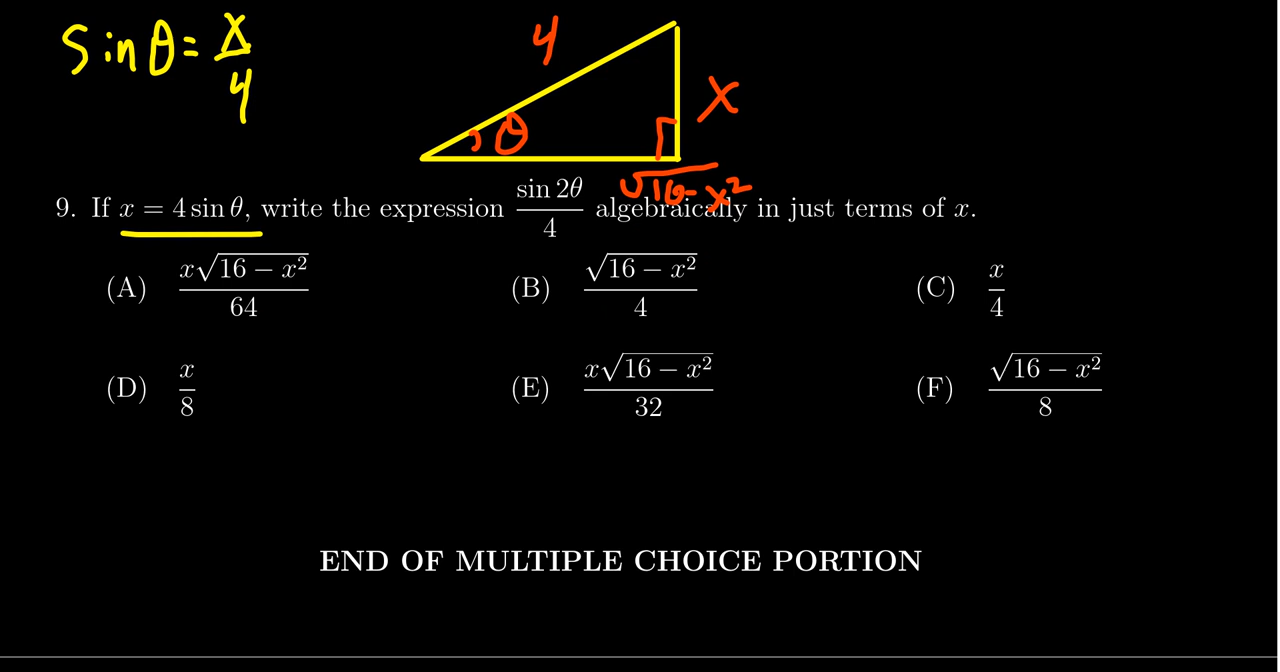 sin θ = x/4
4
θ
x
√16-x²
9. If x = 4 sin θ, write the expression sin 2θ/4 algebraically in just terms of x.
(A) x√(16 − x²)/64 (B) √(16 − x²)/4 (C) x/4
(D) x/8 (E) x√(16 − x²)/32 (F) √(16 − x²)/8
END OF MULTIPLE CHOICE PORTION